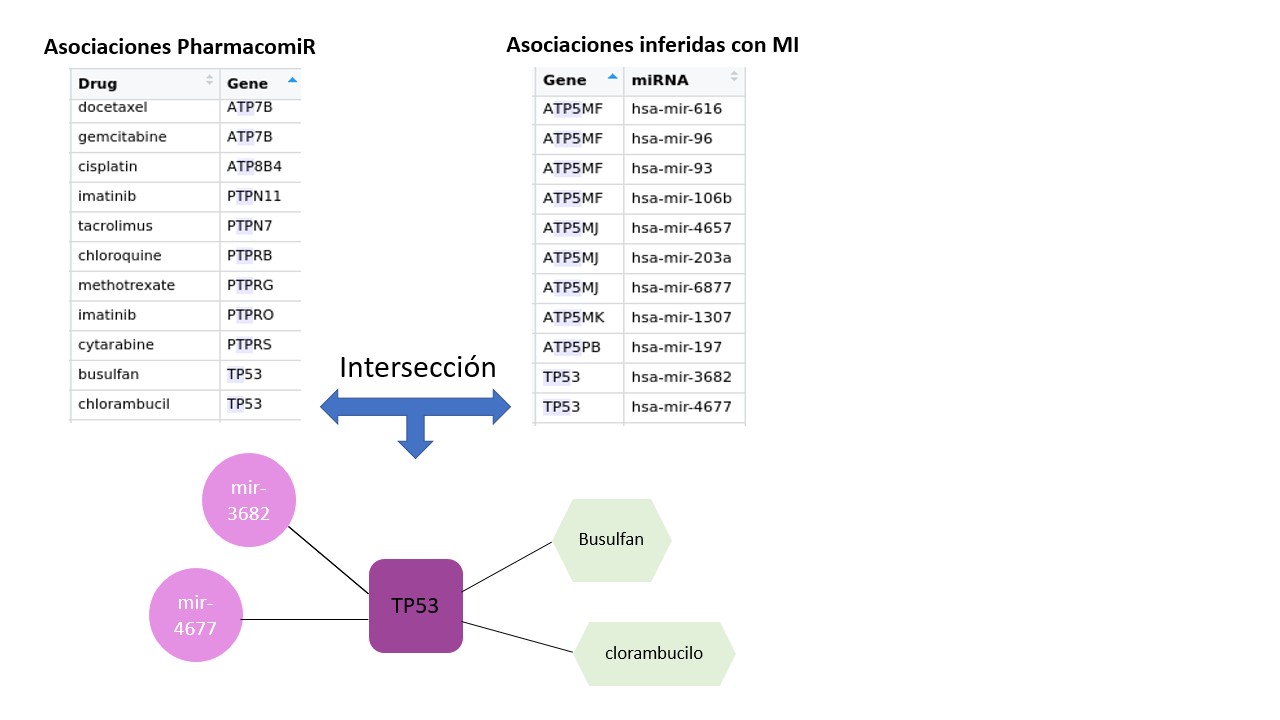 Asociaciones PharmacomiR
Drug Gene
docetaxel ATP7B
gemcitabine ATP7B
cisplatin ATP8B4
imatinib PTPN11
tacrolimus PTPN7
chloroquine PTPRB
methotrexate PTPRG
imatinib PTPRO
cytarabine PTPRS
busulfan TP53
chlorambucil TP53
Asociaciones inferidas con MI
Gene miRNA
ATP5MF hsa-mir-616
ATP5MF hsa-mir-96
ATP5MF hsa-mir-93
ATP5MF hsa-mir-106b
ATP5MJ hsa-mir-4657
ATP5MJ hsa-mir-203a
ATP5MJ hsa-mir-6877
ATP5MK hsa-mir-1307
ATP5PB hsa-mir-197
TP53 hsa-mir-3682
TP53 hsa-mir-4677
Intersección
mir-
3682
mir-
4677
TP53
Busulfan
clorambucilo